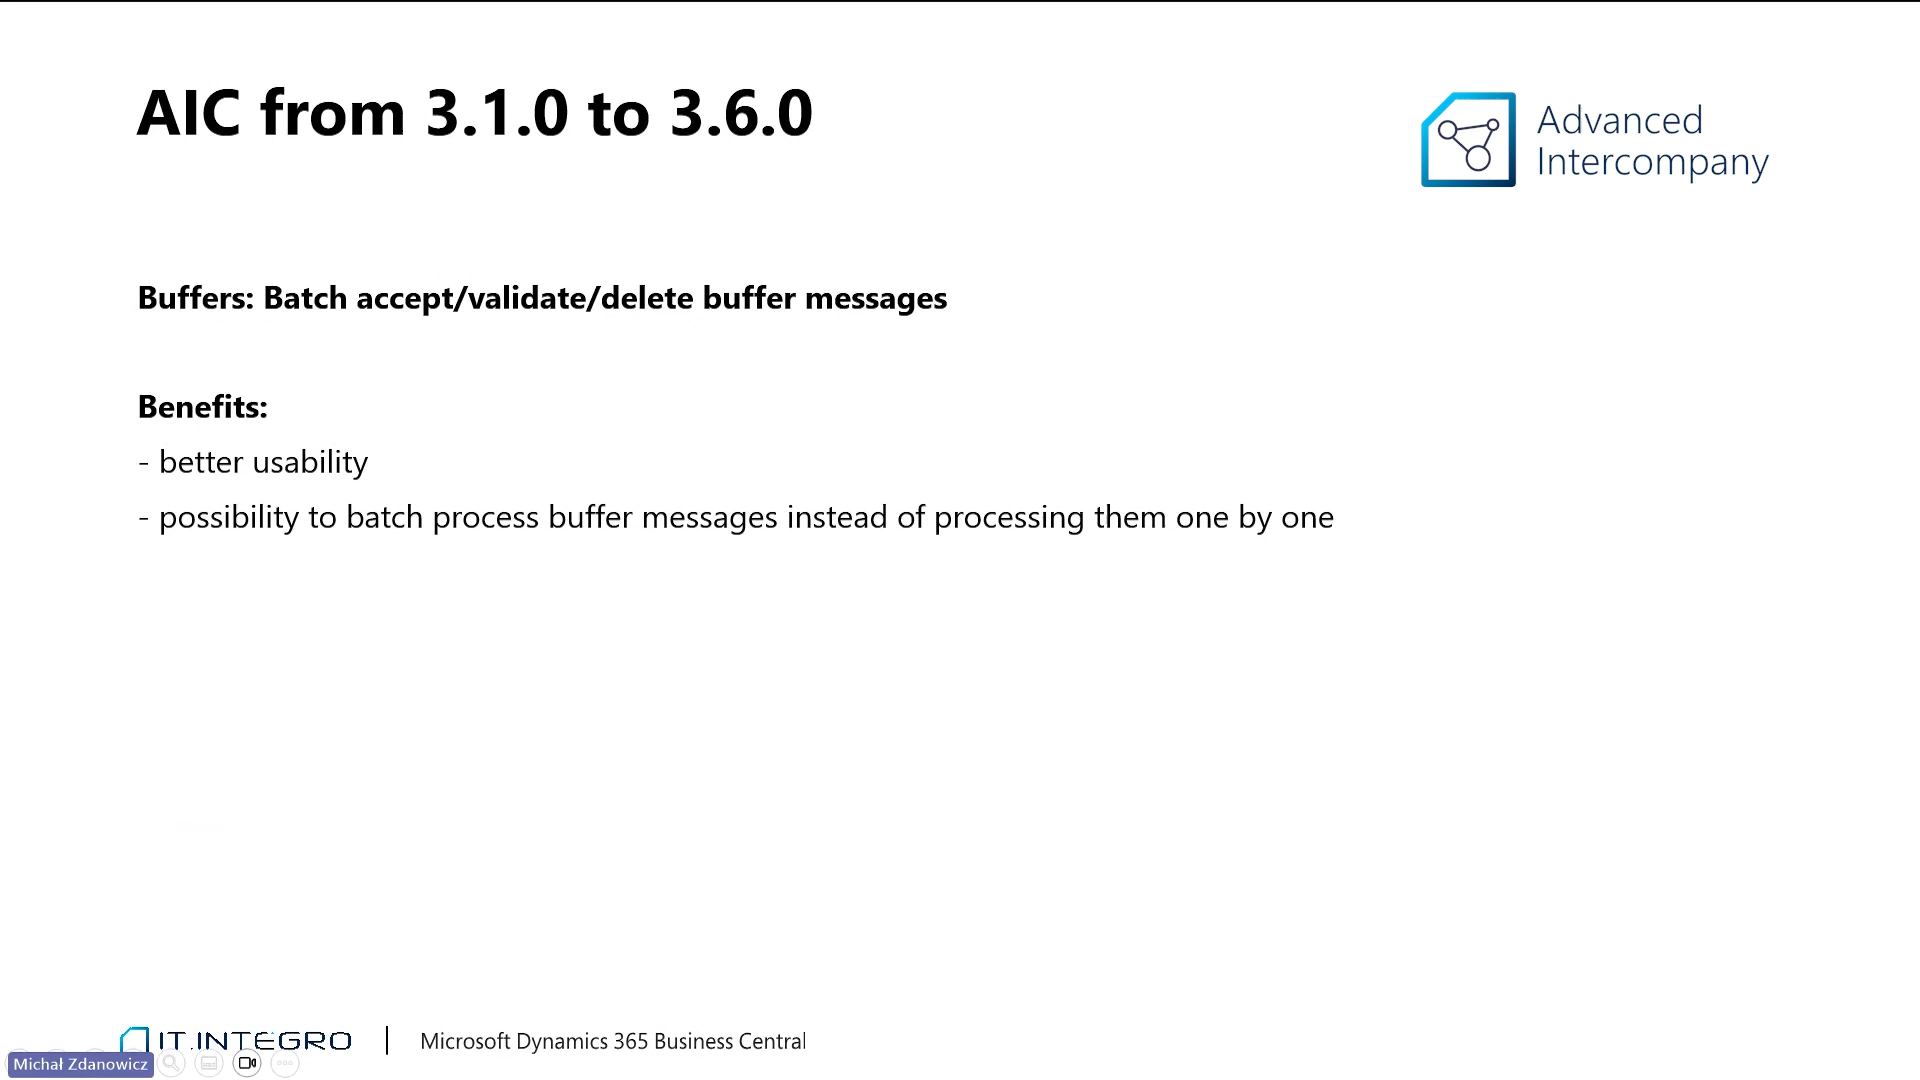 AIC from 3.1.0 to 3.6.0
Advanced
Intercompany
Buffers: Batch accept/validate/delete buffer messages
Benefits:
- better usability
- possibility to batch process buffer messages instead of processing them one by one
IT.INTEGRO
Microsoft Dynamics 365 Business Central
Michał Zdanowicz